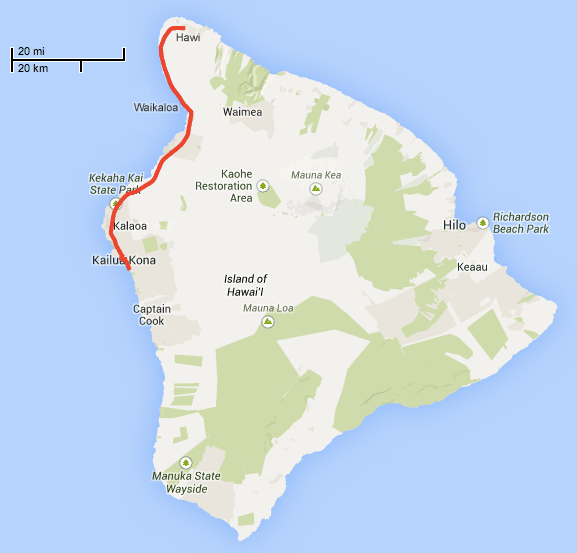 Hawi
20 mi
20 km
Waikaloa
Waimea
Kekaha Kai
State Park
Kaohe
Restoration
Area
Mauna Kea
Kalaoa
Hilo
Richardson
Beach Park
Kailua Kona
Keaau
Island of
Hawai'I
Mauna Loa
Captain
Cook
Manuka State
Wayside